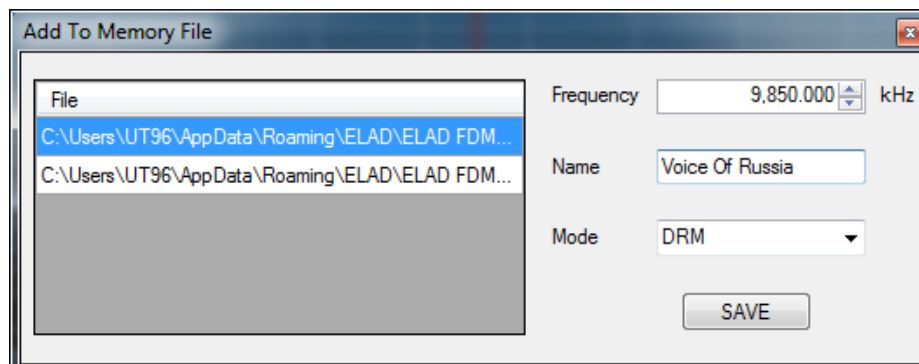 Add To Memory File
File
C:\Users\UT96\AppData\Roaming\ELAD\ELAD FDM...
C:\Users\UT96\AppData\Roaming\ELAD\ELAD FDM...
Frequency 9,850.000 kHz
Name Voice Of Russia
Mode DRM
SAVE